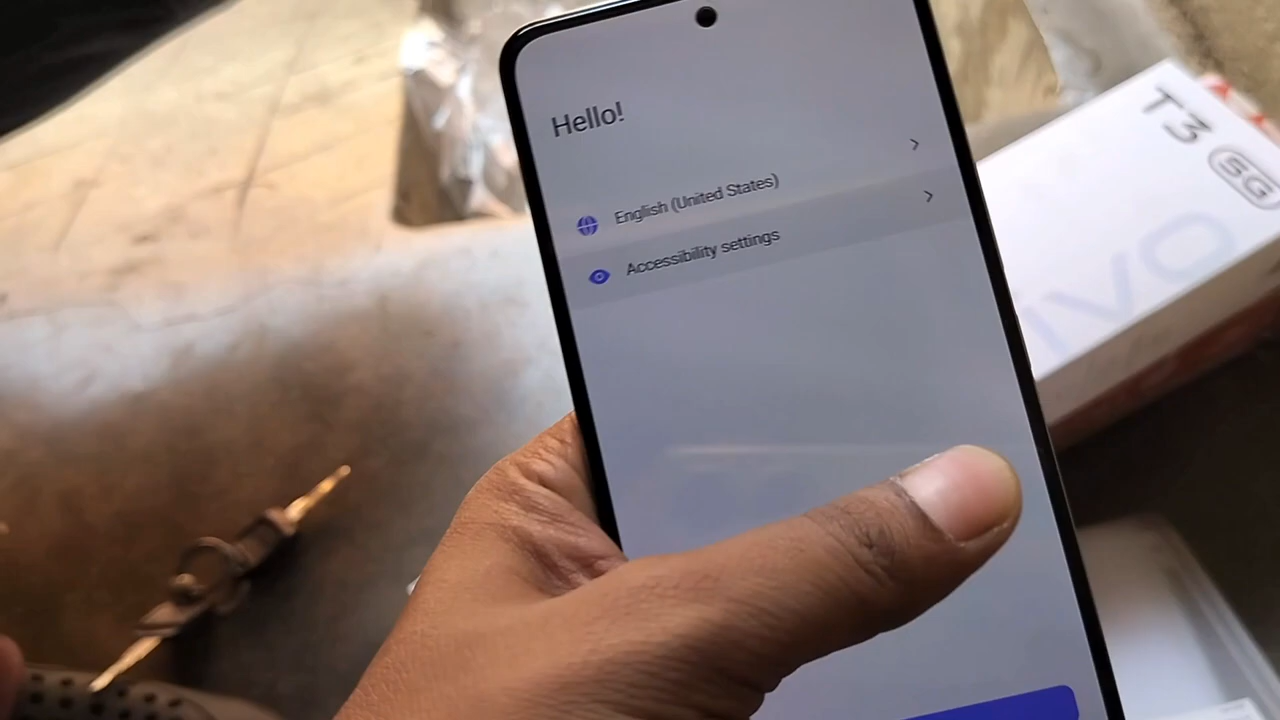 Hello!
English (United States)
Accessibility settings
T3
5G
vivo